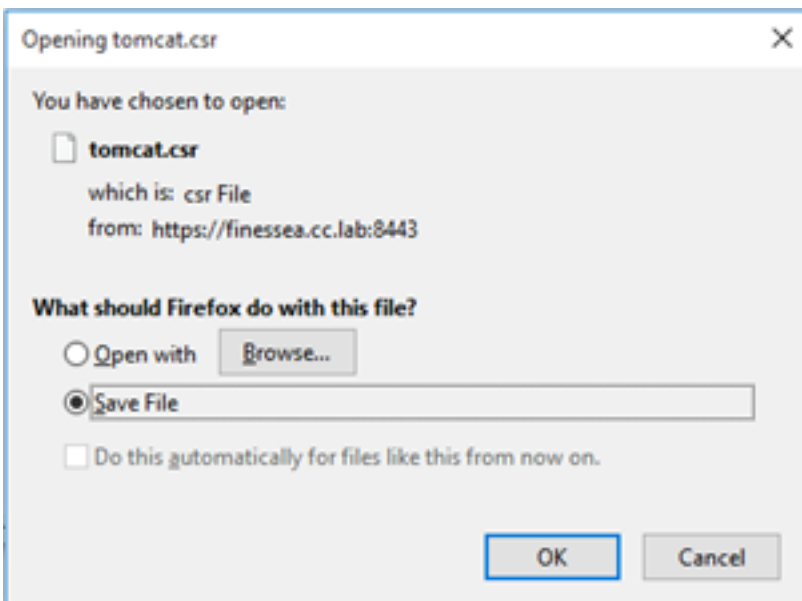 Opening tomcat.csr
You have chosen to open:
tomcat.csr
which is: csr File
from: https://finessea.cc.lab:8443
What should Firefox do with this file?
Open with Browse...
Save File
Do this automatically for files like this from now on.
OK Cancel